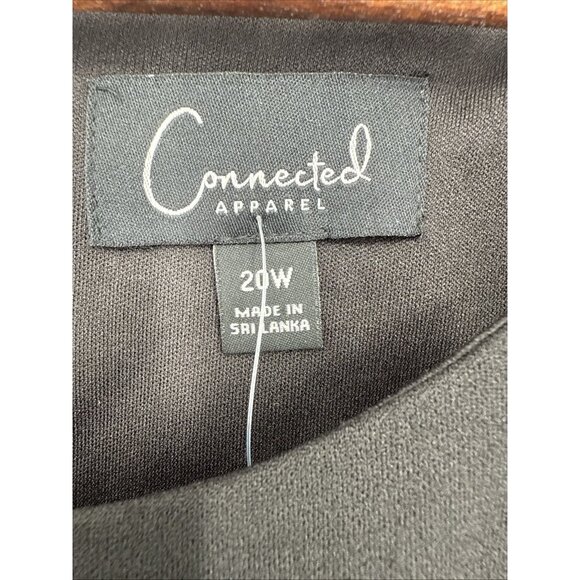 Connected
APPAREL
20W
MADE IN
SRI LANKA